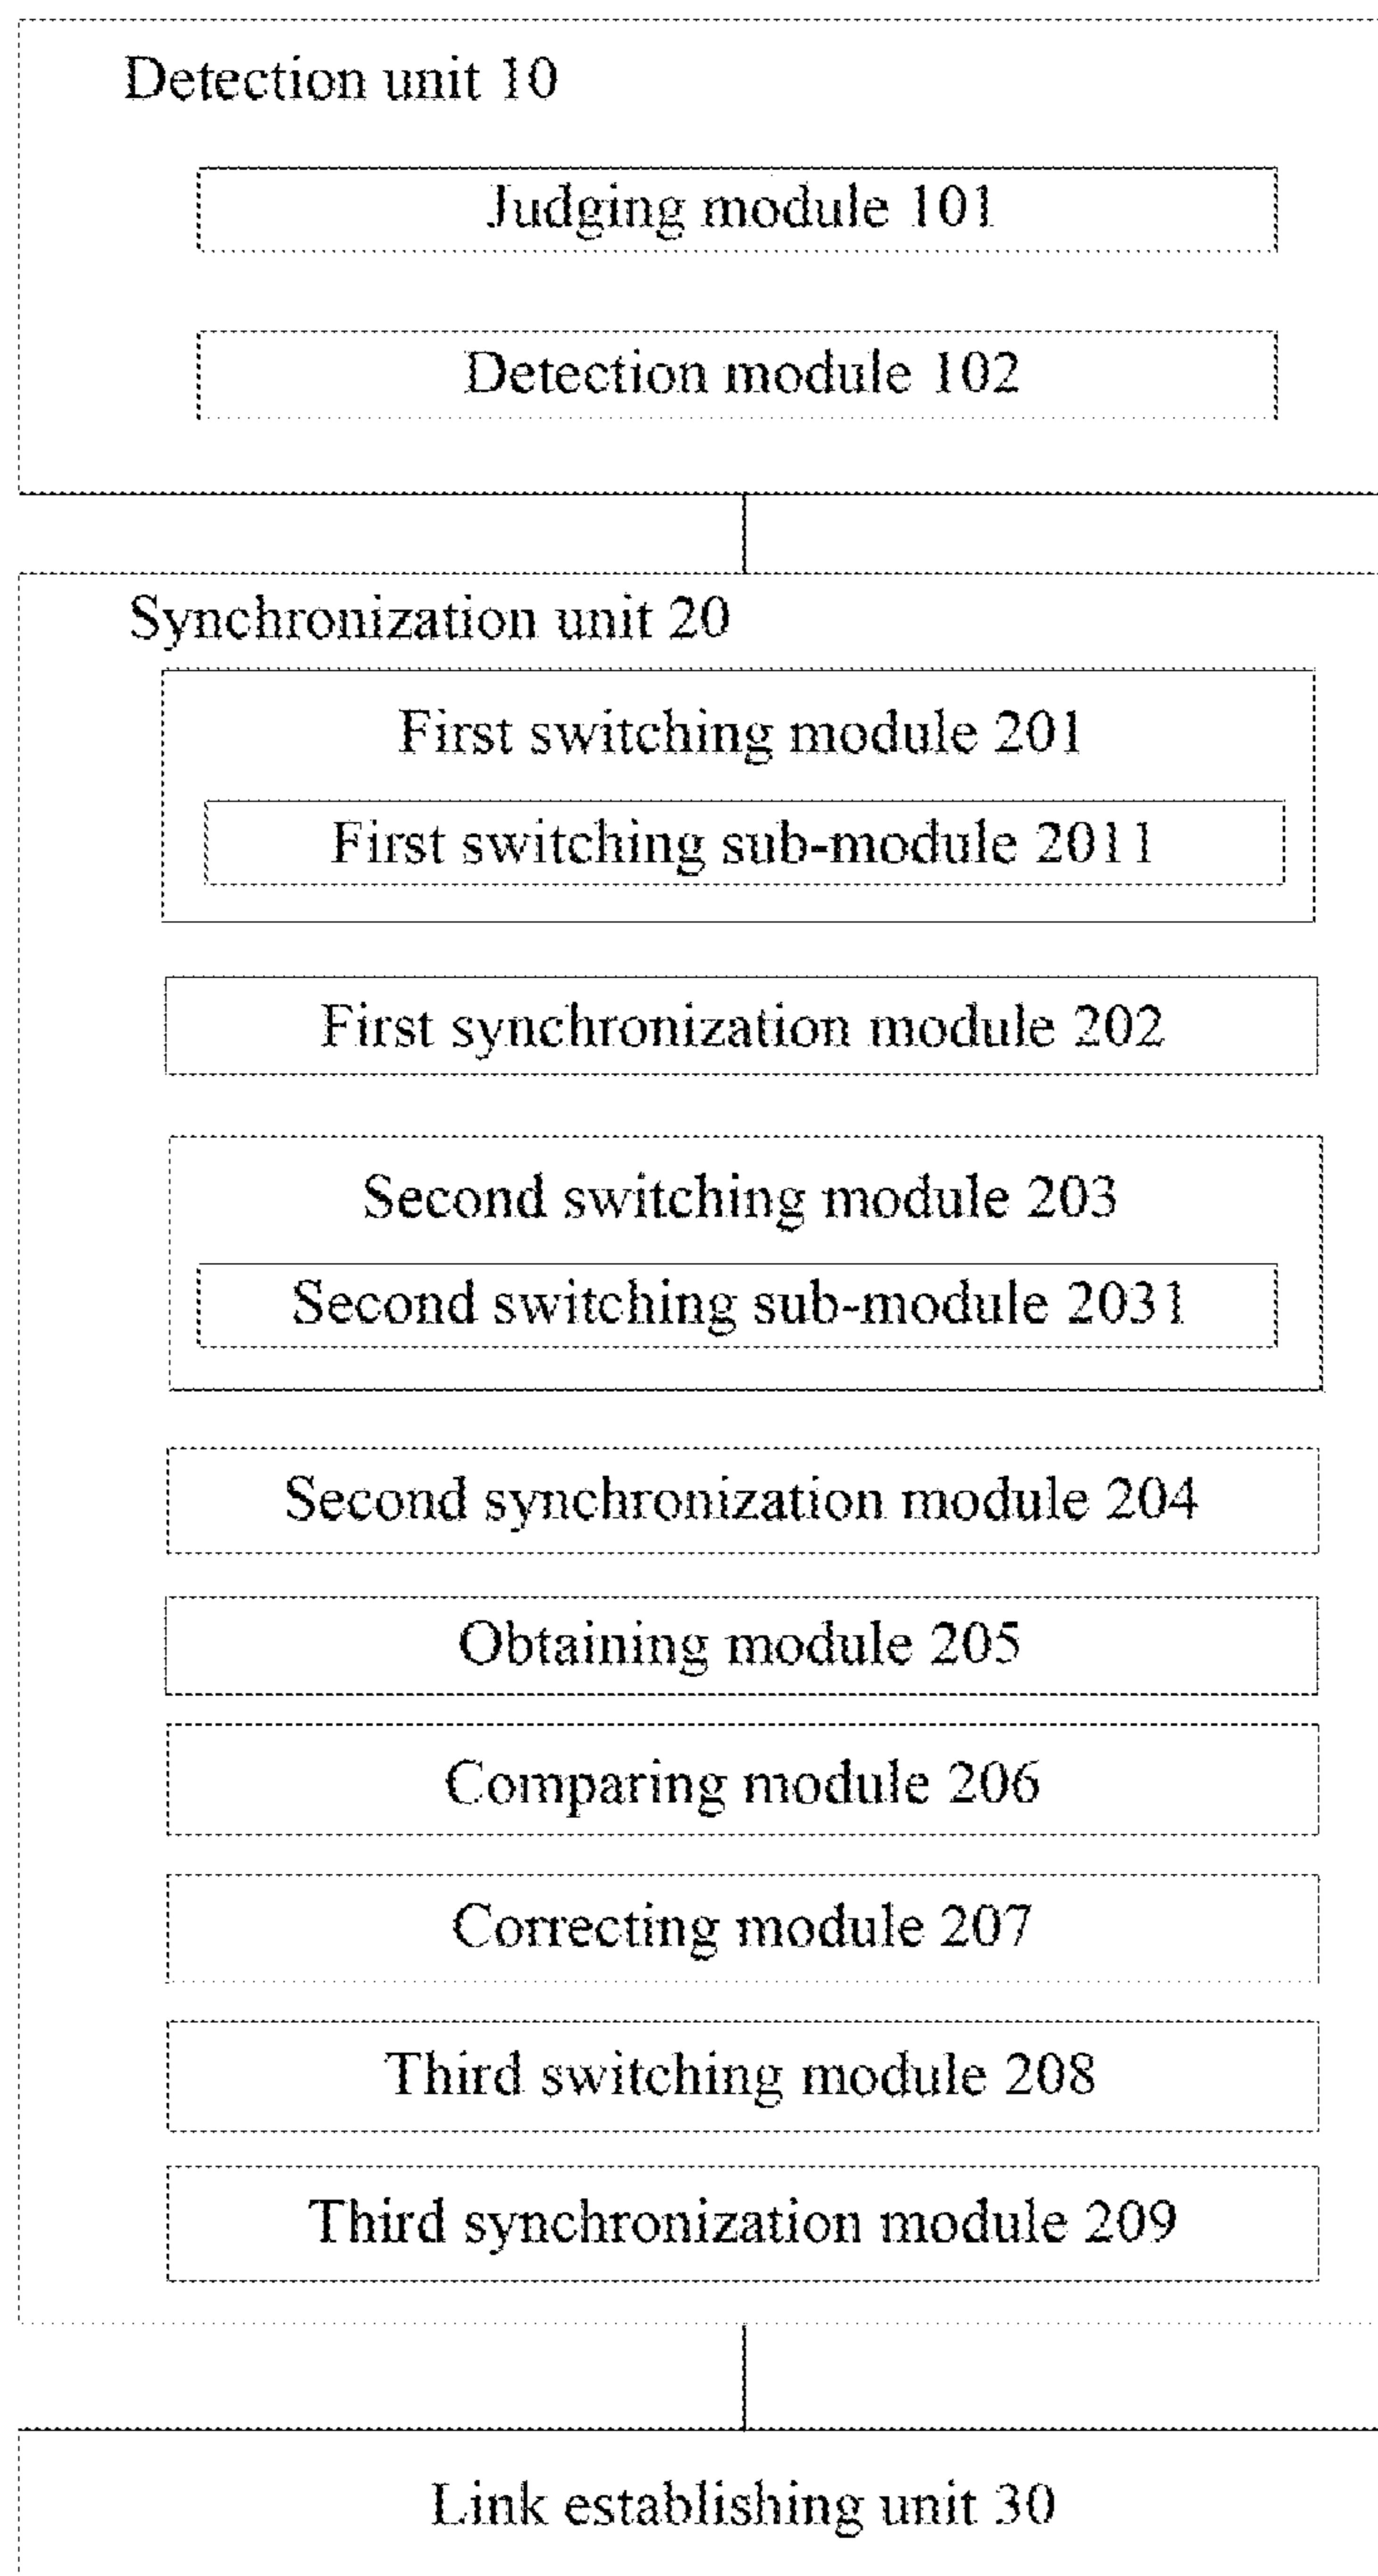 Detection unit 10
Judging module 101
Detection module 102
Synchronization unit 20
First switching module 201
First switching sub-module 2011
First synchronization module 202
Second switching module 203
Second switching sub-module 2031
Second synchronization module 204
Obtaining module 205
Comparing module 206
Correcting module 207
Third switching module 208
Third synchronization module 209
Link establishing unit 30